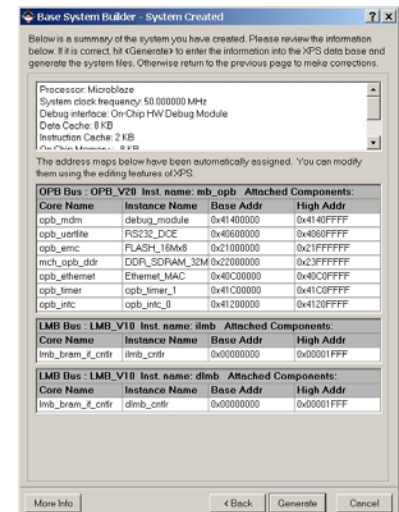 Base System Builder - System Created
Below is a summary of the system you have created. Please review the information
below. If it is correct, hit <Generate> to enter the information into the XPS data base and
generate the system files. Otherwise return to the previous page to make corrections.
Processor: Microblaze
System clock frequency: 50.000000 MHz
Debug interface: On-Chip HW Debug Module
Data Cache: 8 KB
Instruction Cache: 2 KB
On Chip Memory : 8 KB
The address maps below have been automatically assigned. You can modify
them using the editing features of XPS.
OPB Bus : OPB_V20 Inst. name: mb_opb Attached Components:
Core Name Instance Name Base Addr High Addr
opb_mdm debug_module 0x41400000 0x4140FFFF
opb_uartlite RS232_DCE 0x40600000 0x4060FFFF
opb_emc FLASH_16Mx8 0x21000000 0x21FFFFFF
mch_opb_ddr DDR_SDRAM_32M 0x22000000 0x23FFFFFF
opb_ethernet Ethernet_MAC 0x40C00000 0x40C0FFFF
opb_timer opb_timer_1 0x41C00000 0x41C0FFFF
opb_intc opb_intc_0 0x41200000 0x4120FFFF
LMB Bus : LMB_V10 Inst. name: ilmb Attached Components:
Core Name Instance Name Base Addr High Addr
lmb_bram_if_cntlr ilmb_cntlr 0x00000000 0x00001FFF
LMB Bus : LMB_V10 Inst. name: dlmb Attached Components:
Core Name Instance Name Base Addr High Addr
lmb_bram_if_cntlr dlmb_cntlr 0x00000000 0x00001FFF
More Info < Back Generate Cancel